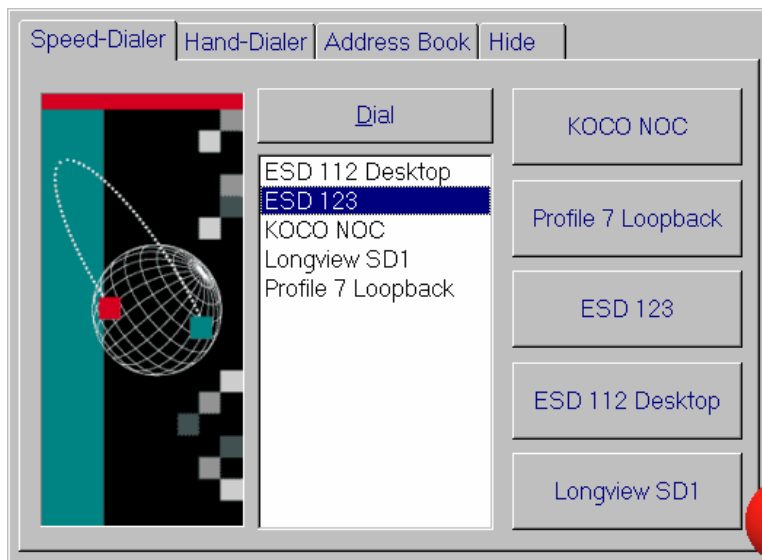 Speed-Dialer
Hand-Dialer
Address Book
Hide
Dial
ESD 112 Desktop
ESD 123
KOCO NOC
Longview SD1
Profile 7 Loopback
KOCO NOC
Profile 7 Loopback
ESD 123
ESD 112 Desktop
Longview SD1